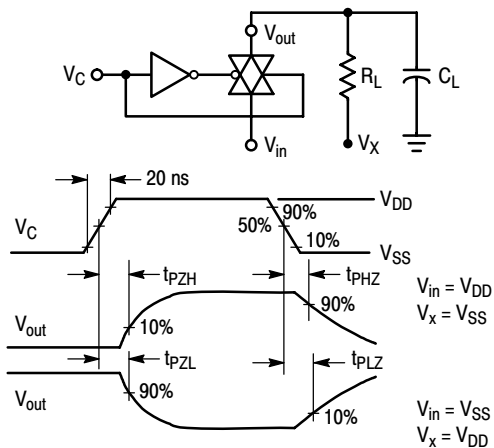 V_out
V_C
R_L
C_L
V_in
V_X
20 ns
V_C
90%
50%
10%
V_DD
V_SS
t_PZH
t_PHZ
90%
V_in = V_DD
V_x = V_SS
V_out
10%
t_PZL
t_PLZ
V_out
90%
10%
V_in = V_SS
V_x = V_DD